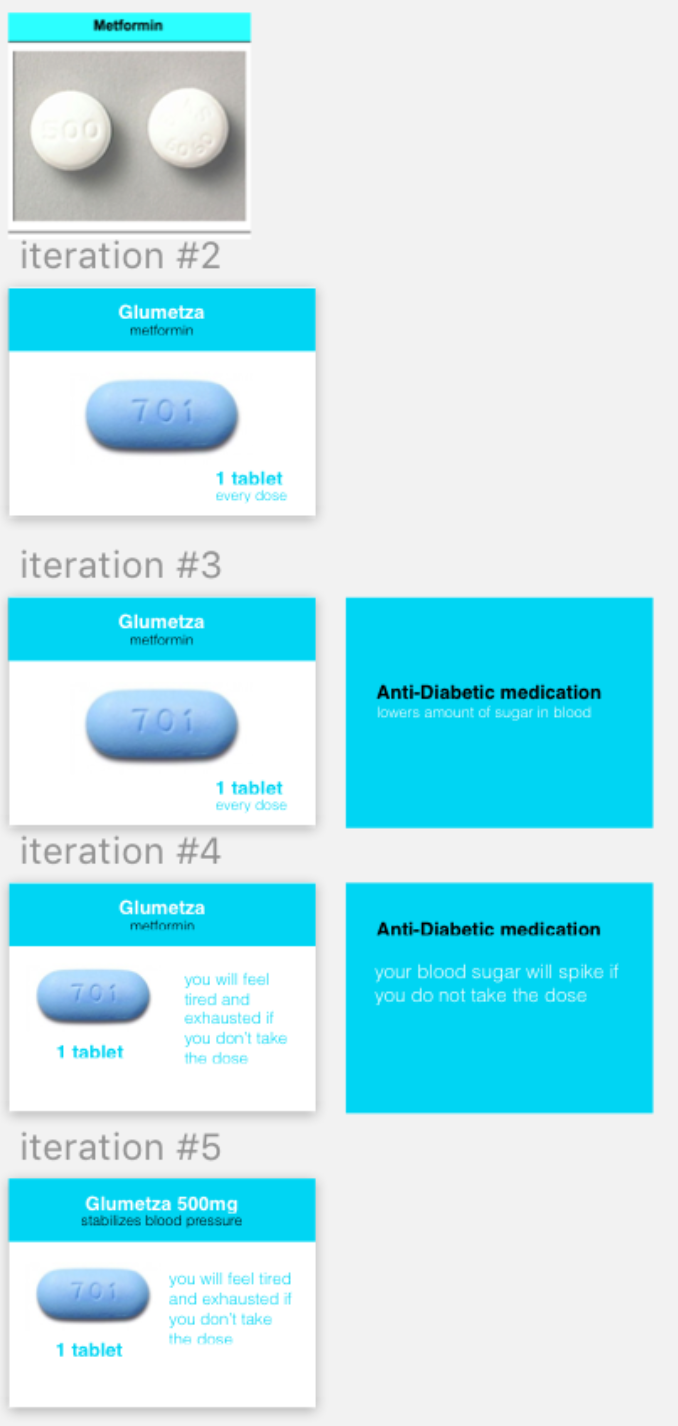 Metformin
500
iteration #2
Glumetza
metformin
701
1 tablet
every dose
iteration #3
Glumetza
metformin
701
1 tablet
every dose
Anti-Diabetic medication
lowers amount of sugar in blood
iteration #4
Glumetza
metformin
701
1 tablet
you will feel
tired and
exhausted if
you don't take
the dose
Anti-Diabetic medication
your blood sugar will spike if
you do not take the dose
iteration #5
Glumetza 500mg
stabilizes blood pressure
701
1 tablet
you will feel tired
and exhausted if
you don't take
the dose